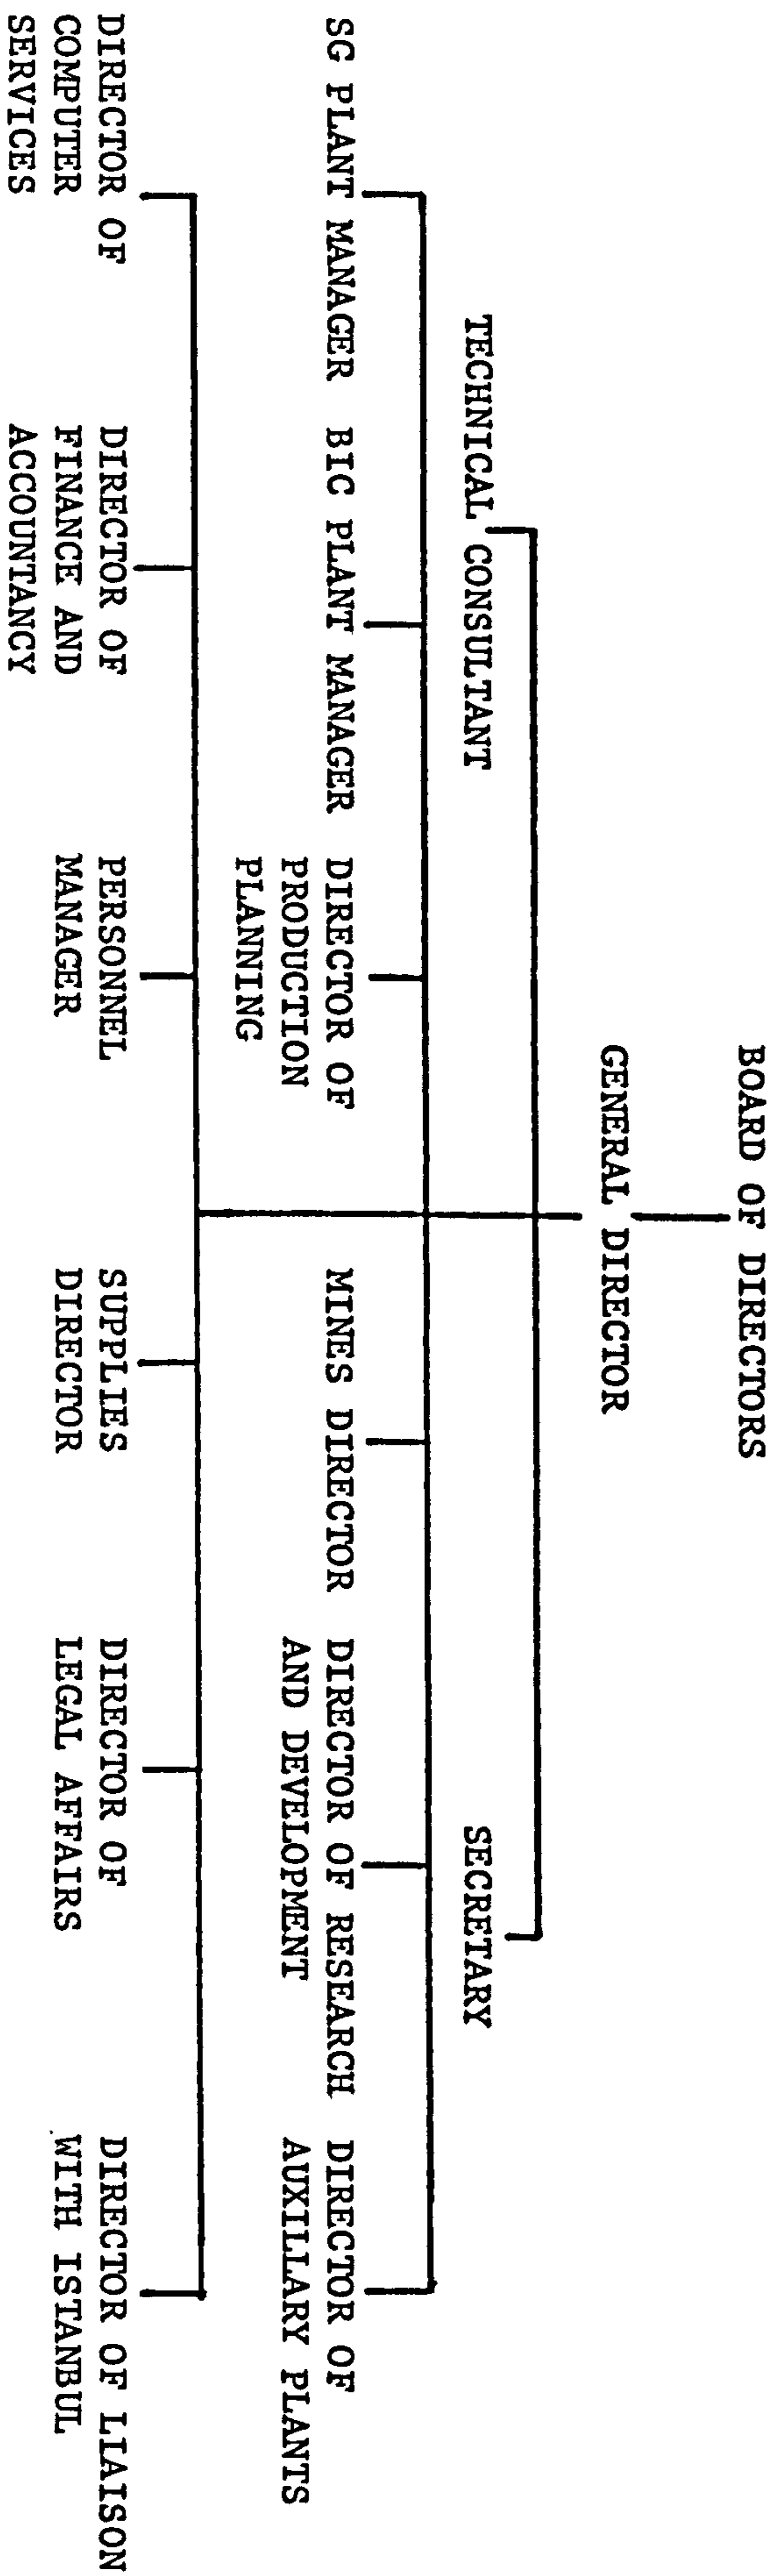 BOARD OF DIRECTORS
GENERAL DIRECTOR
TECHNICAL CONSULTANT
SECRETARY
SG PLANT MANAGER
BIC PLANT MANAGER
DIRECTOR OF
PRODUCTION
PLANNING
MINES DIRECTOR
DIRECTOR OF RESEARCH
AND DEVELOPMENT
DIRECTOR OF
AUXILLARY PLANTS
DIRECTOR OF
COMPUTER
SERVICES
DIRECTOR OF
FINANCE AND
ACCOUNTANCY
PERSONNEL
MANAGER
SUPPLIES
DIRECTOR
DIRECTOR OF
LEGAL AFFAIRS
DIRECTOR OF LIAISON
WITH ISTANBUL